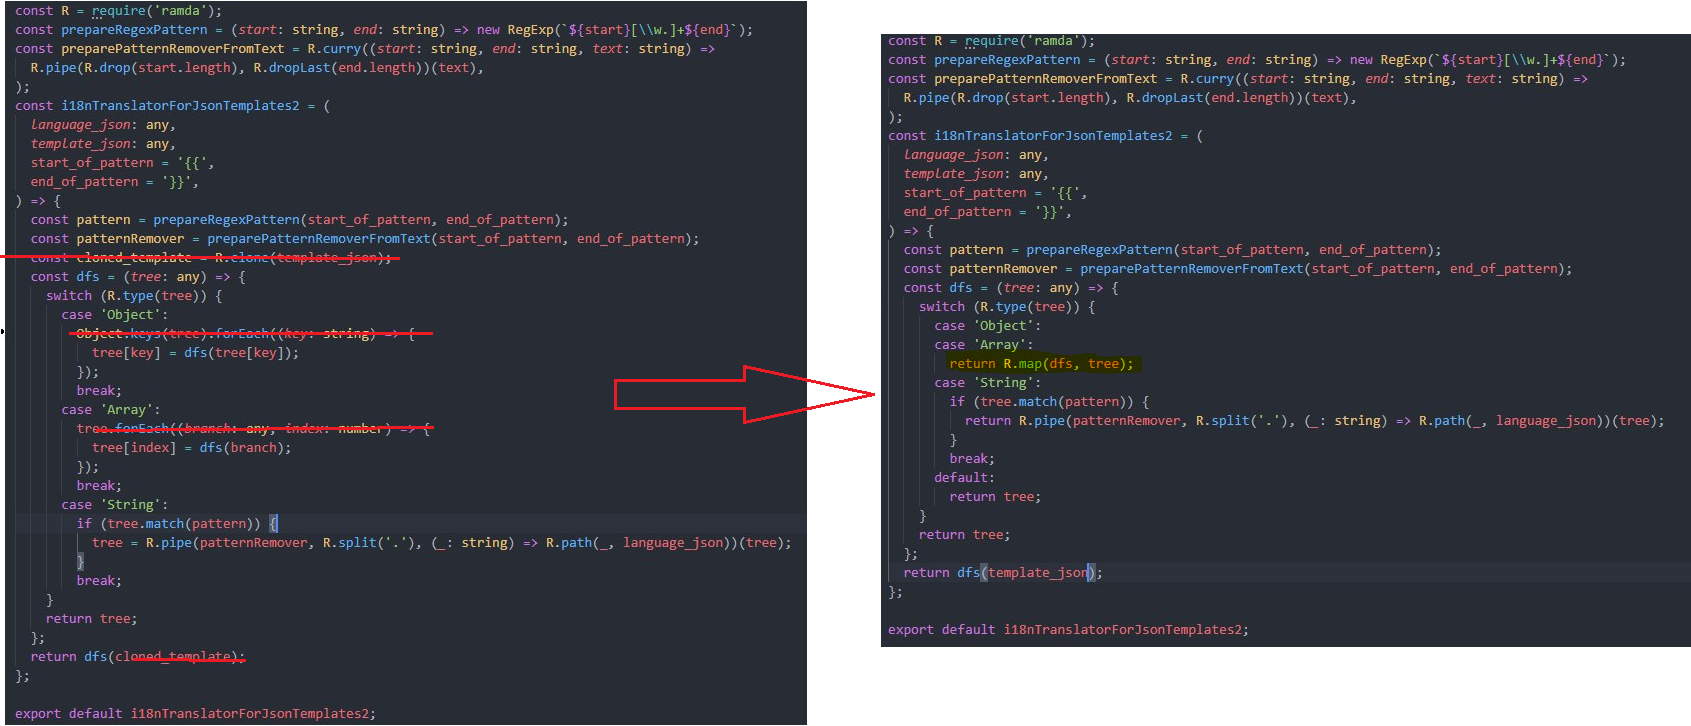 const R = require('ramda');
const prepareRegexPattern = (start: string, end: string) => new RegExp(`${start}[\\w.]+${end}`);
const preparePatternRemoverFromText = R.curry((start: string, end: string, text: string) =>
  R.pipe(R.drop(start.length), R.dropLast(end.length))(text),
);
const i18nTranslatorForJsonTemplates2 = (
  language_json: any,
  template_json: any,
  start_of_pattern = '{{',
  end_of_pattern = '}}',
) => {
  const pattern = prepareRegexPattern(start_of_pattern, end_of_pattern);
  const patternRemover = preparePatternRemoverFromText(start_of_pattern, end_of_pattern);
  const cloned_template = R.clone(template_json);
  const dfs = (tree: any) => {
    switch (R.type(tree)) {
      case 'Object':
        Object.keys(tree).forEach((key: string) => {
          tree[key] = dfs(tree[key]);
        });
        break;
      case 'Array':
        tree.forEach((branch: any, index: number) => {
          tree[index] = dfs(branch);
        });
        break;
      case 'String':
        if (tree.match(pattern)) {
          tree = R.pipe(patternRemover, R.split('.'), (_: string) => R.path(_, language_json))(tree);
        }
        break;
    }
    return tree;
  };
  return dfs(cloned_template);
};

export default i18nTranslatorForJsonTemplates2;
const R = require('ramda');
const prepareRegexPattern = (start: string, end: string) => new RegExp(`${start}[\\w.]+${end}`);
const preparePatternRemoverFromText = R.curry((start: string, end: string, text: string) =>
  R.pipe(R.drop(start.length), R.dropLast(end.length))(text),
);
const i18nTranslatorForJsonTemplates2 = (
  language_json: any,
  template_json: any,
  start_of_pattern = '{{',
  end_of_pattern = '}}',
) => {
  const pattern = prepareRegexPattern(start_of_pattern, end_of_pattern);
  const patternRemover = preparePatternRemoverFromText(start_of_pattern, end_of_pattern);
  const dfs = (tree: any) => {
    switch (R.type(tree)) {
      case 'Object':
      case 'Array':
        return R.map(dfs, tree);
      case 'String':
        if (tree.match(pattern)) {
          return R.pipe(patternRemover, R.split('.'), (_: string) => R.path(_, language_json))(tree);
        }
        break;
      default:
        return tree;
    }
    return tree;
  };
  return dfs(template_json);
};

export default i18nTranslatorForJsonTemplates2;